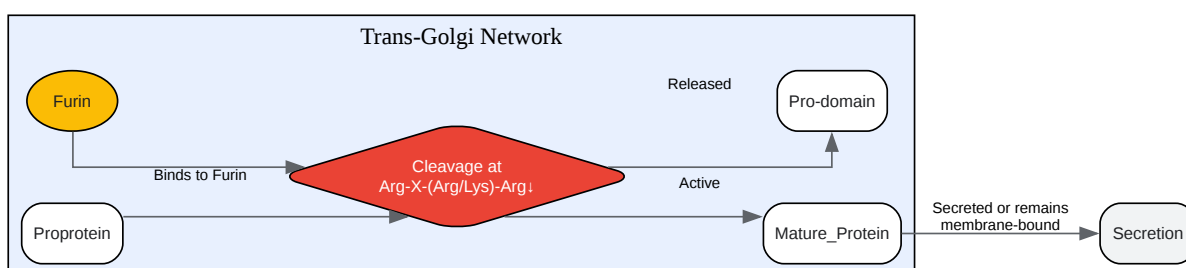 Trans-Golgi Network
Released
Furin
Pro-domain
Cleavage at
Arg-X-(Arg/Lys)-Arg↓
Binds to Furin
Active
Proprotein
Mature_Protein
Secreted or remains
membrane-bound
Secretion